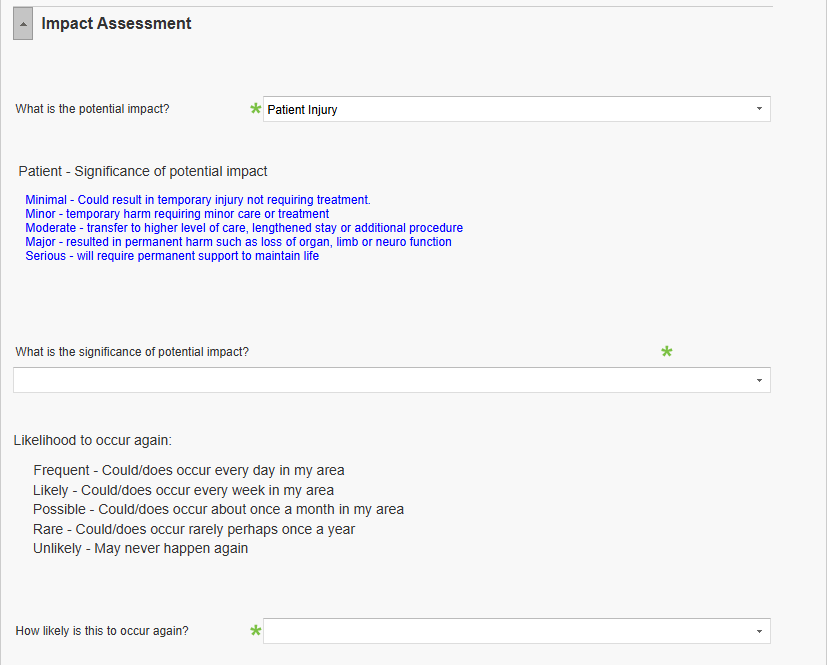 Impact Assessment
What is the potential impact? * Patient Injury
Patient - Significance of potential impact
Minimal - Could result in temporary injury not requiring treatment.
Minor - temporary harm requiring minor care or treatment
Moderate - transfer to higher level of care, lengthened stay or additional procedure
Major - resulted in permanent harm such as loss of organ, limb or neuro function
Serious - will require permanent support to maintain life
What is the significance of potential impact? *
Likelihood to occur again:
Frequent - Could/does occur every day in my area
Likely - Could/does occur every week in my area
Possible - Could/does occur about once a month in my area
Rare - Could/does occur rarely perhaps once a year
Unlikely - May never happen again
How likely is this to occur again? *